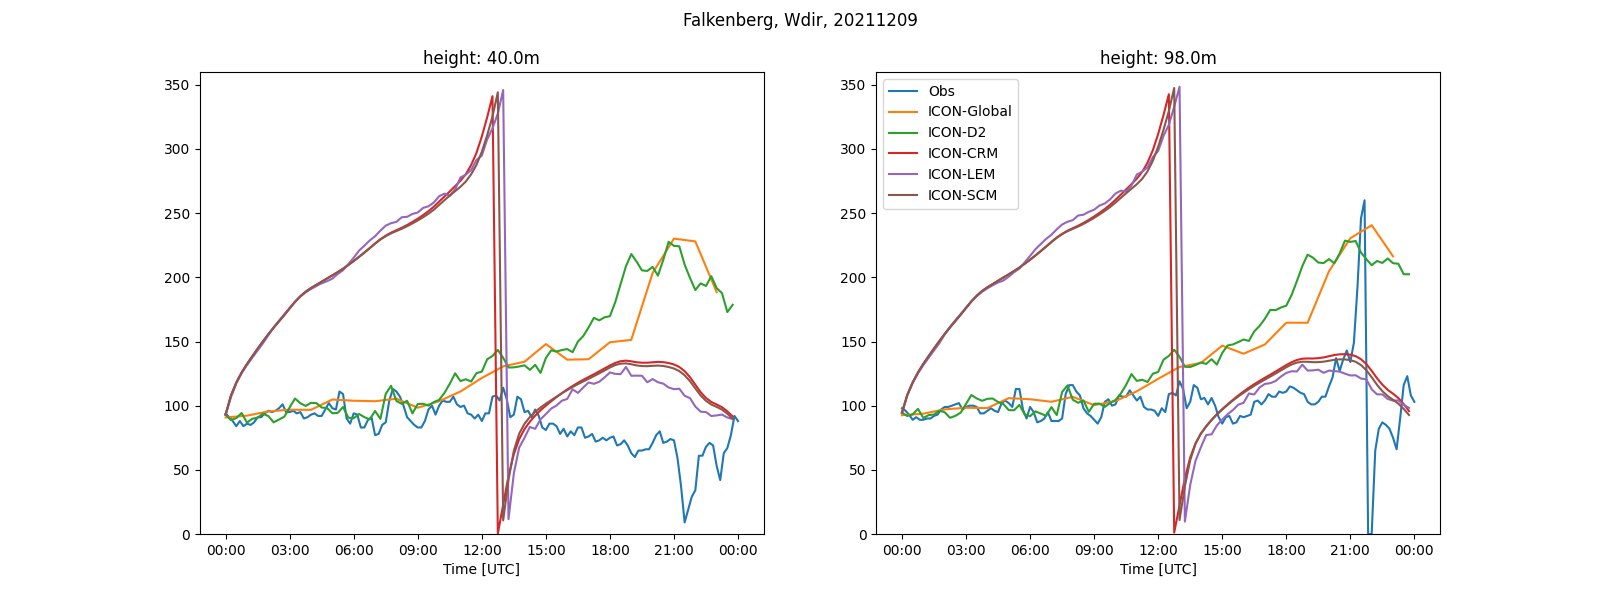 Falkenberg, Wdir, 20211209
height: 40.0m
350
300
250
200
150
100
50
0
00:00 03:00 06:00 09:00 12:00 15:00 18:00 21:00 00:00
Time [UTC]
height: 98.0m
350
300
250
200
150
100
50
0
Obs
ICON-Global
ICON-D2
ICON-CRM
ICON-LEM
ICON-SCM
00:00 03:00 06:00 09:00 12:00 15:00 18:00 21:00 00:00
Time [UTC]